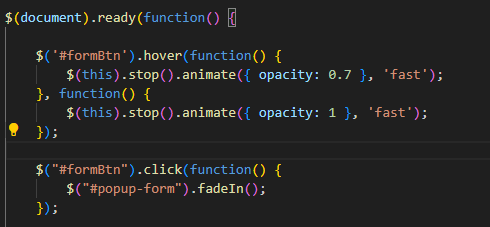 $(document).ready(function() {
$('#formBtn').hover(function() {
$(this).stop().animate({ opacity: 0.7 }, 'fast');
}, function() {
$(this).stop().animate({ opacity: 1 }, 'fast');
});
$("#formBtn").click(function() {
$("#popup-form").fadeIn();
});